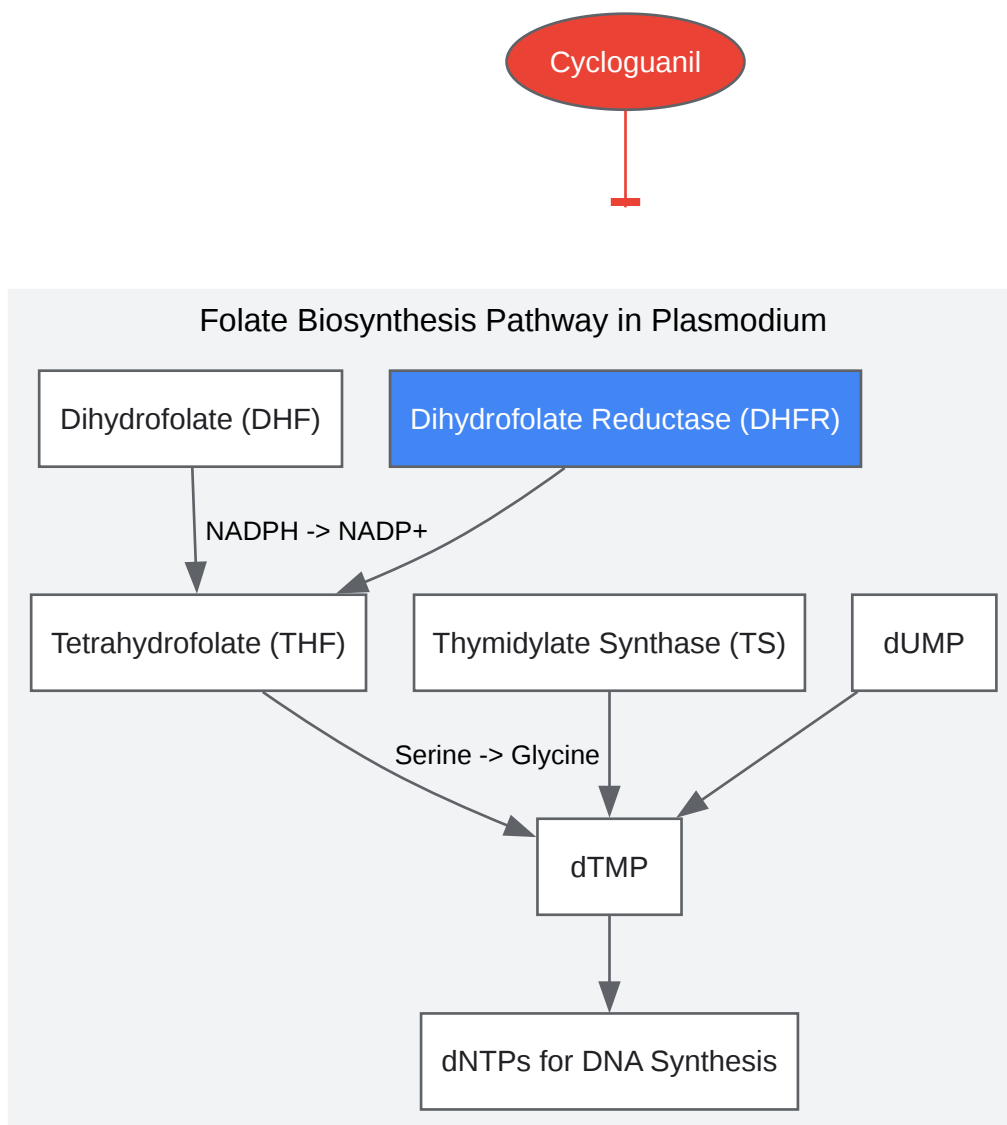 Cycloguanil
Folate Biosynthesis Pathway in Plasmodium
Dihydrofolate (DHF)
Dihydrofolate Reductase (DHFR)
NADPH -> NADP+
Tetrahydrofolate (THF)
Thymidylate Synthase (TS)
dUMP
Serine -> Glycine
dTMP
dNTPs for DNA Synthesis